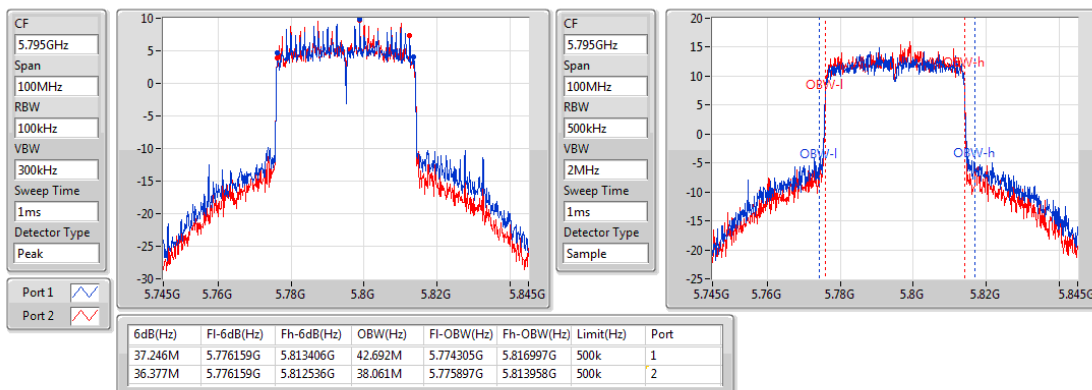 CF
5.795GHz
Span
100MHz
RBW
100kHz
VBW
300kHz
Sweep Time
1ms
Detector Type
Peak
Port 1
Port 2
10
5
0
-5
-10
-15
-20
-25
-30
5.745G 5.76G 5.78G 5.8G 5.82G 5.845G
CF
5.795GHz
Span
100MHz
RBW
500kHz
VBW
2MHz
Sweep Time
1ms
Detector Type
Sample
20
15
10
5
0
-5
-10
-15
-20
-25
OBW-l
OBW-h
OBW-l
OBW-h
5.745G 5.76G 5.78G 5.8G 5.82G 5.845G
6dB(Hz) Fl-6dB(Hz) Fh-6dB(Hz) OBW(Hz) Fl-OBW(Hz) Fh-OBW(Hz) Limit(Hz) Port
37.246M 5.776159G 5.813406G 42.692M 5.774305G 5.816997G 500k 1
36.377M 5.776159G 5.812536G 38.061M 5.775897G 5.813958G 500k 2